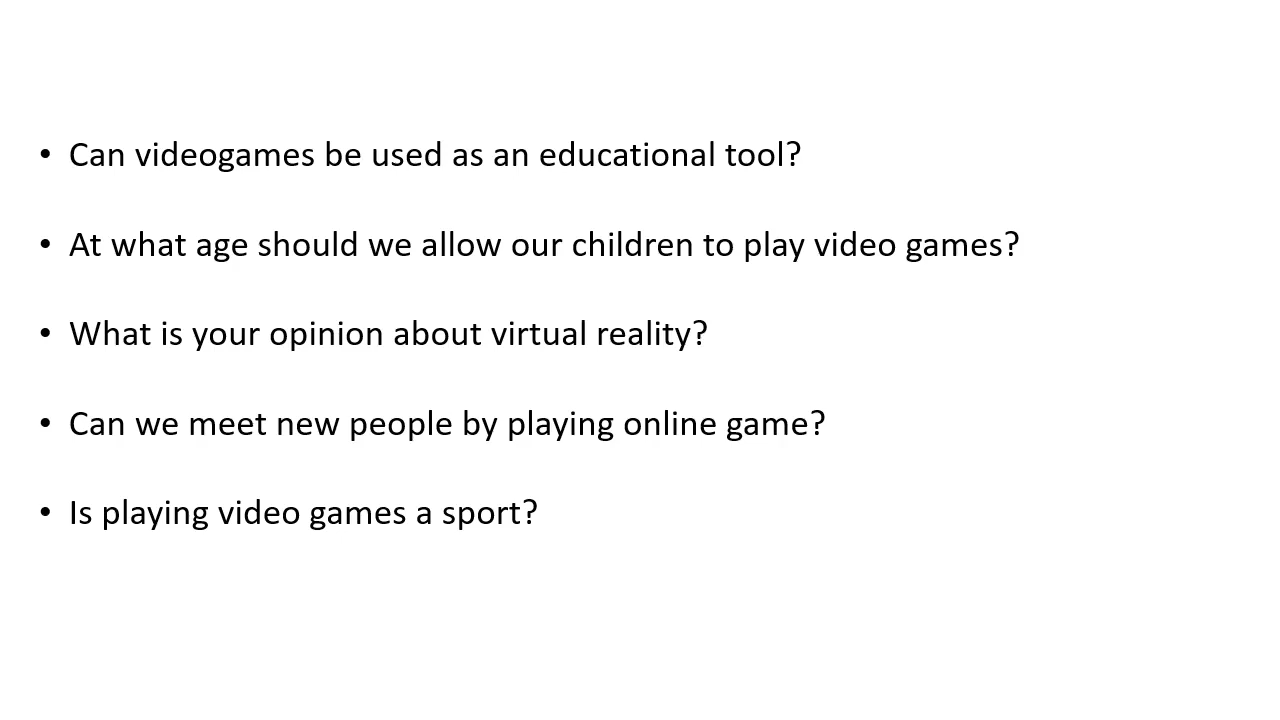 • Can videogames be used as an educational tool?
• At what age should we allow our children to play video games?
• What is your opinion about virtual reality?
• Can we meet new people by playing online game?
• Is playing video games a sport?